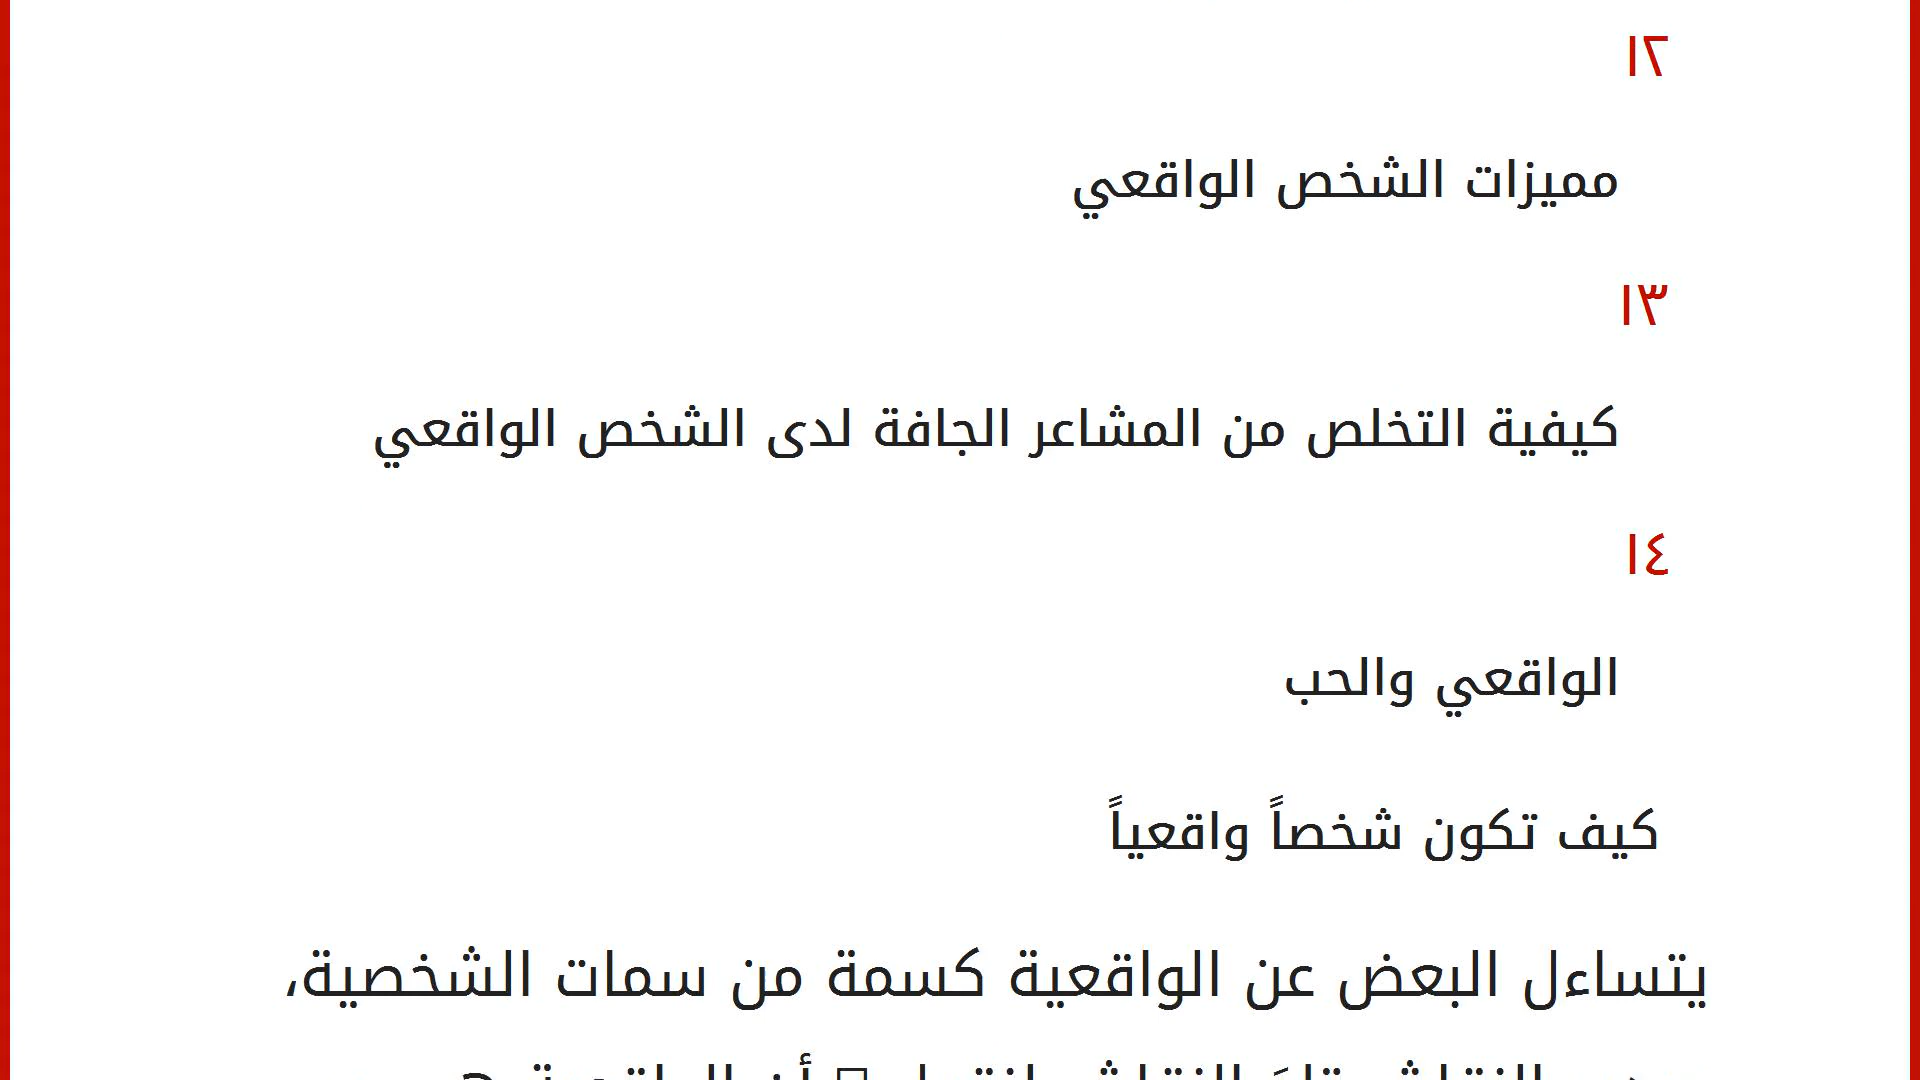 ١٢
مميزات الشخص الواقعي
١٣
كيفية التخلص من المشاعر الجافة لدى الشخص الواقعي
١٤
الواقعي والحب
كيف تكون شخصاً واقعياً
يتساءل البعض عن الواقعية كسمة من سمات الشخصية،